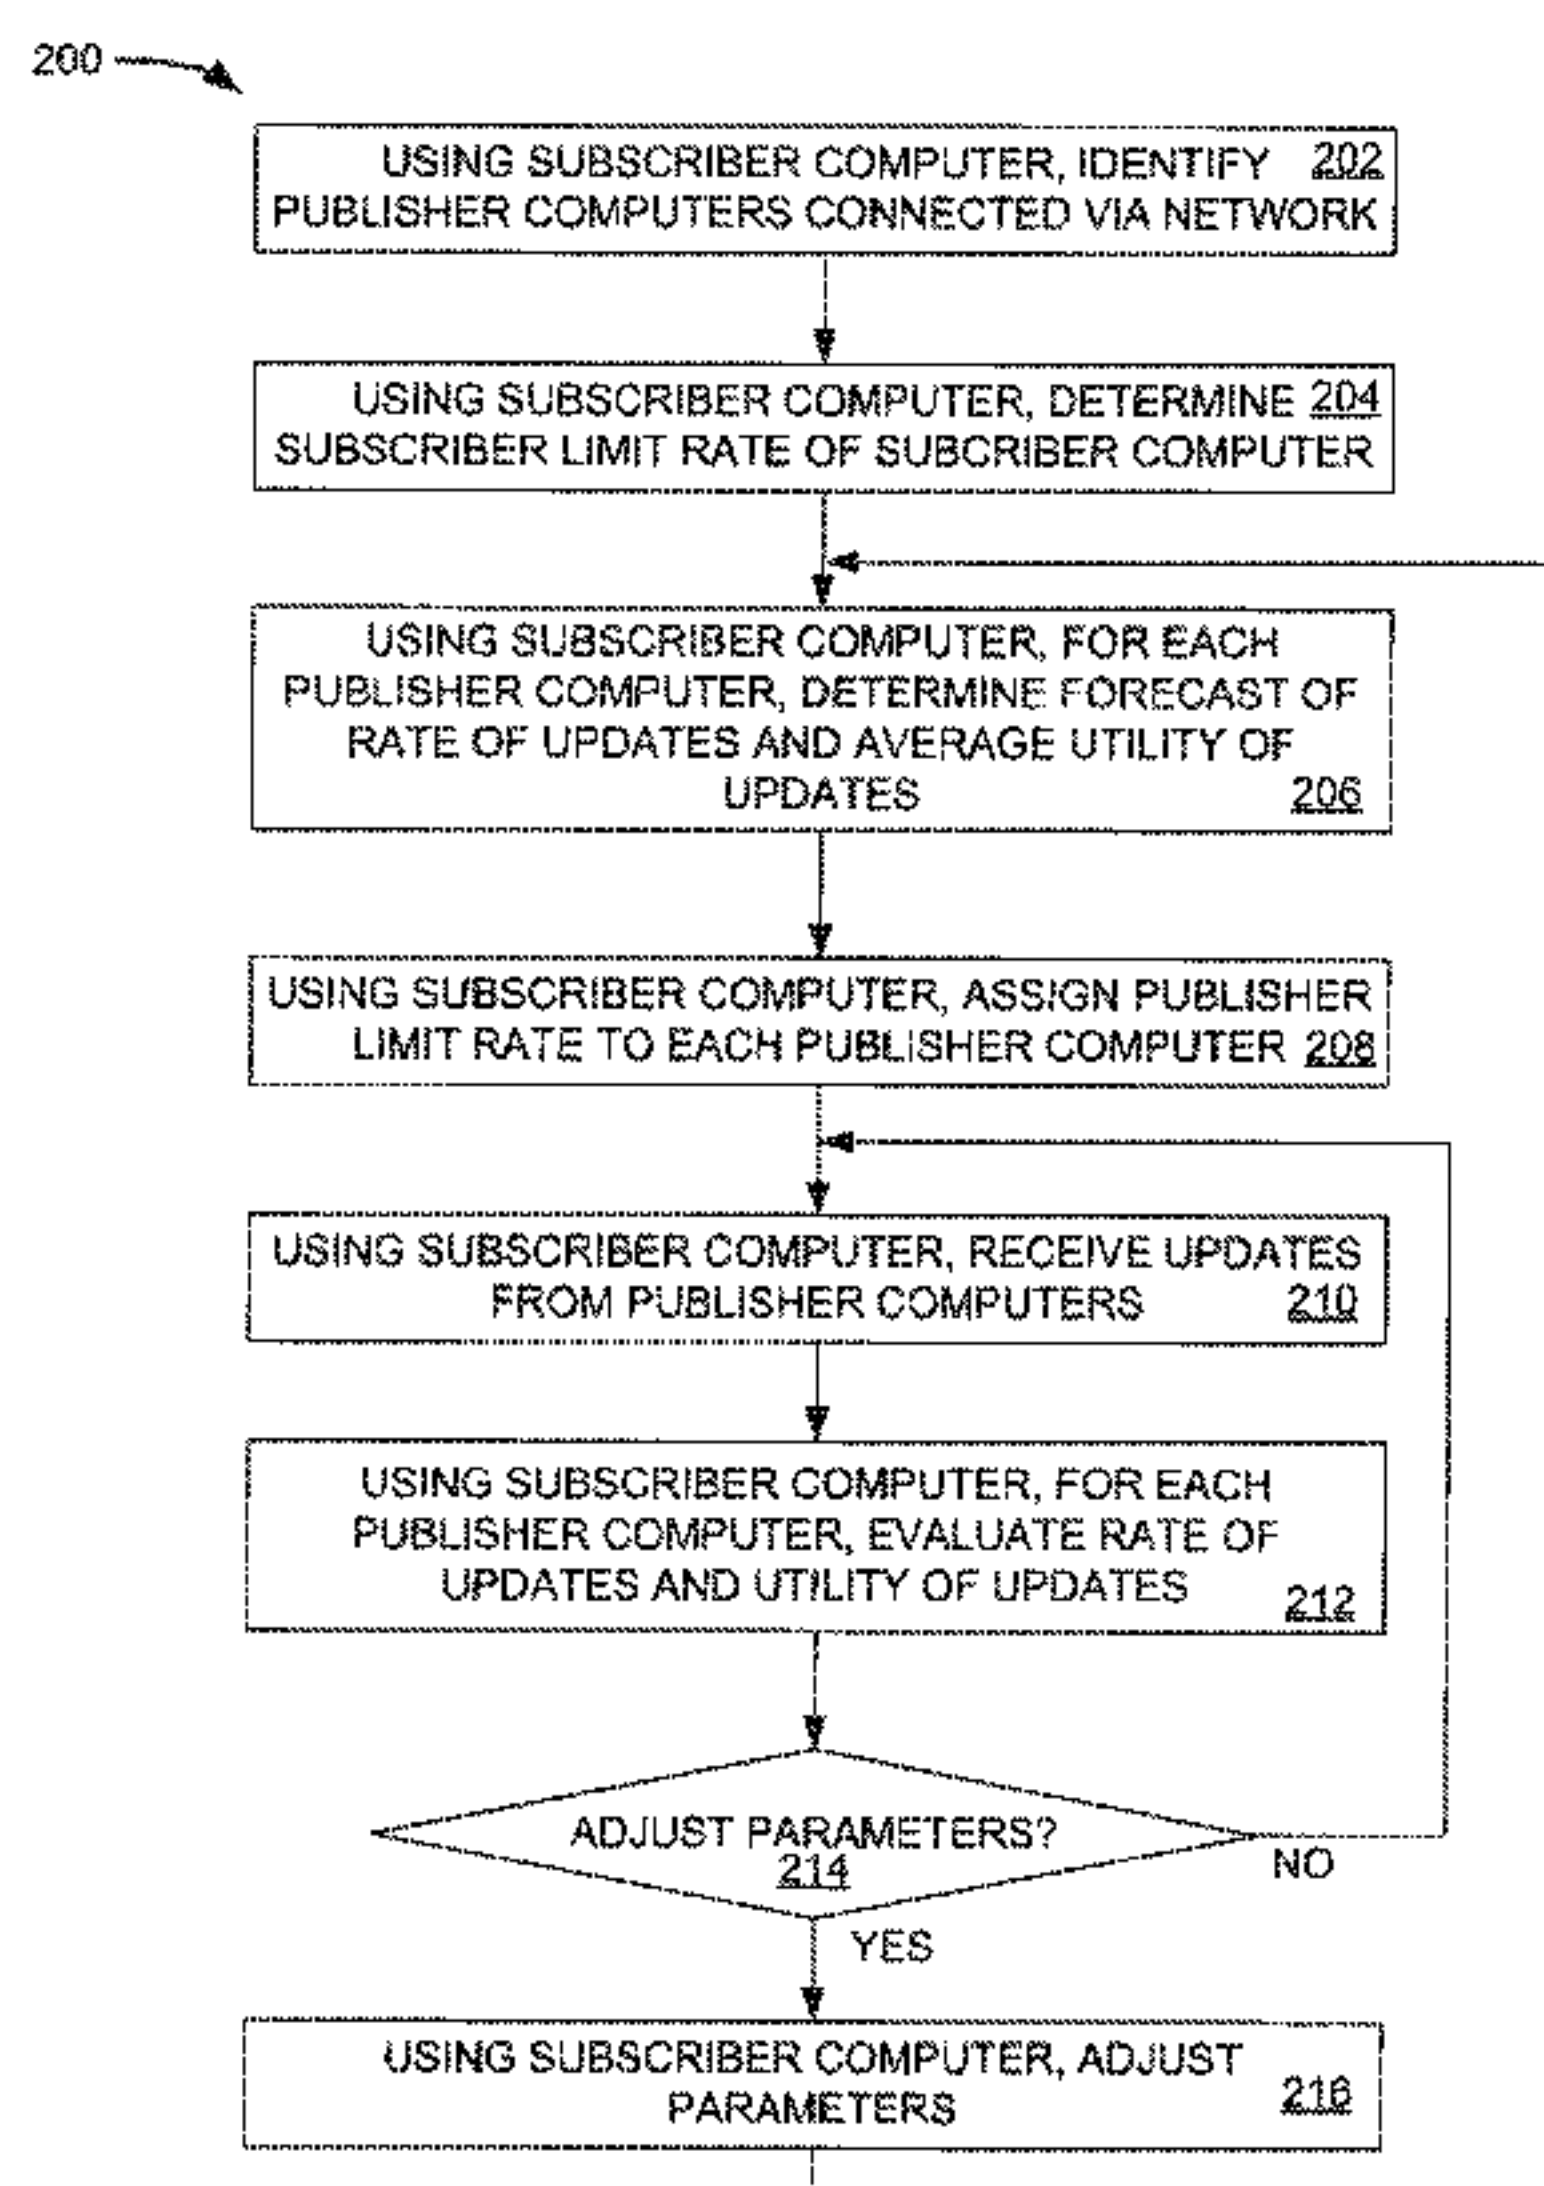 200
USING SUBSCRIBER COMPUTER, IDENTIFY 202
PUBLISHER COMPUTERS CONNECTED VIA NETWORK
USING SUBSCRIBER COMPUTER, DETERMINE 204
SUBSCRIBER LIMIT RATE OF SUBCRIBER COMPUTER
USING SUBSCRIBER COMPUTER, FOR EACH
PUBLISHER COMPUTER, DETERMINE FORECAST OF
RATE OF UPDATES AND AVERAGE UTILITY OF
UPDATES 206
USING SUBSCRIBER COMPUTER, ASSIGN PUBLISHER
LIMIT RATE TO EACH PUBLISHER COMPUTER 208
USING SUBSCRIBER COMPUTER, RECEIVE UPDATES
FROM PUBLISHER COMPUTERS 210
USING SUBSCRIBER COMPUTER, FOR EACH
PUBLISHER COMPUTER, EVALUATE RATE OF
UPDATES AND UTILITY OF UPDATES 212
ADJUST PARAMETERS?
214
NO
YES
USING SUBSCRIBER COMPUTER, ADJUST
PARAMETERS 216